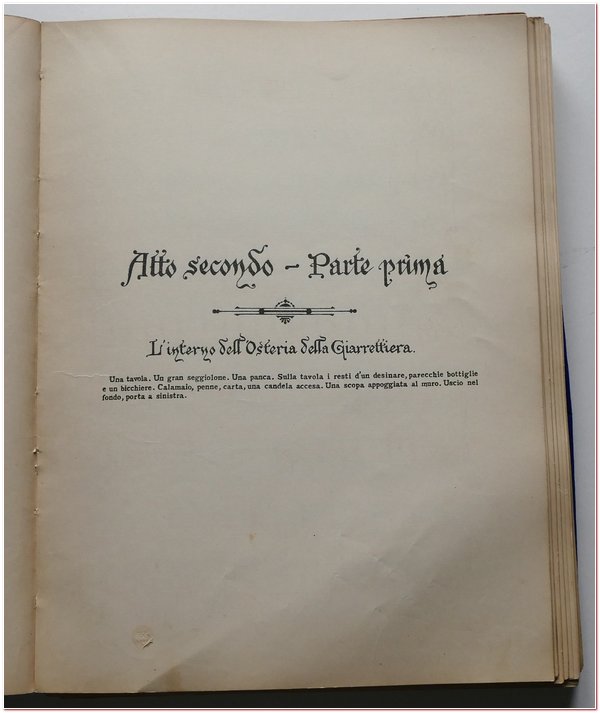 Atto secondo – Parte prima
L'interno dell'Osteria della Giarrettiera.
Una tavola. Un gran seggiolone. Una panca. Sulla tavola i resti d'un desinare, parecchie bottiglie
e un bicchiere. Calamaio, penne, carta, una candela accesa. Una scopa appoggiata al muro. Uscio nel
fondo, porta a sinistra.